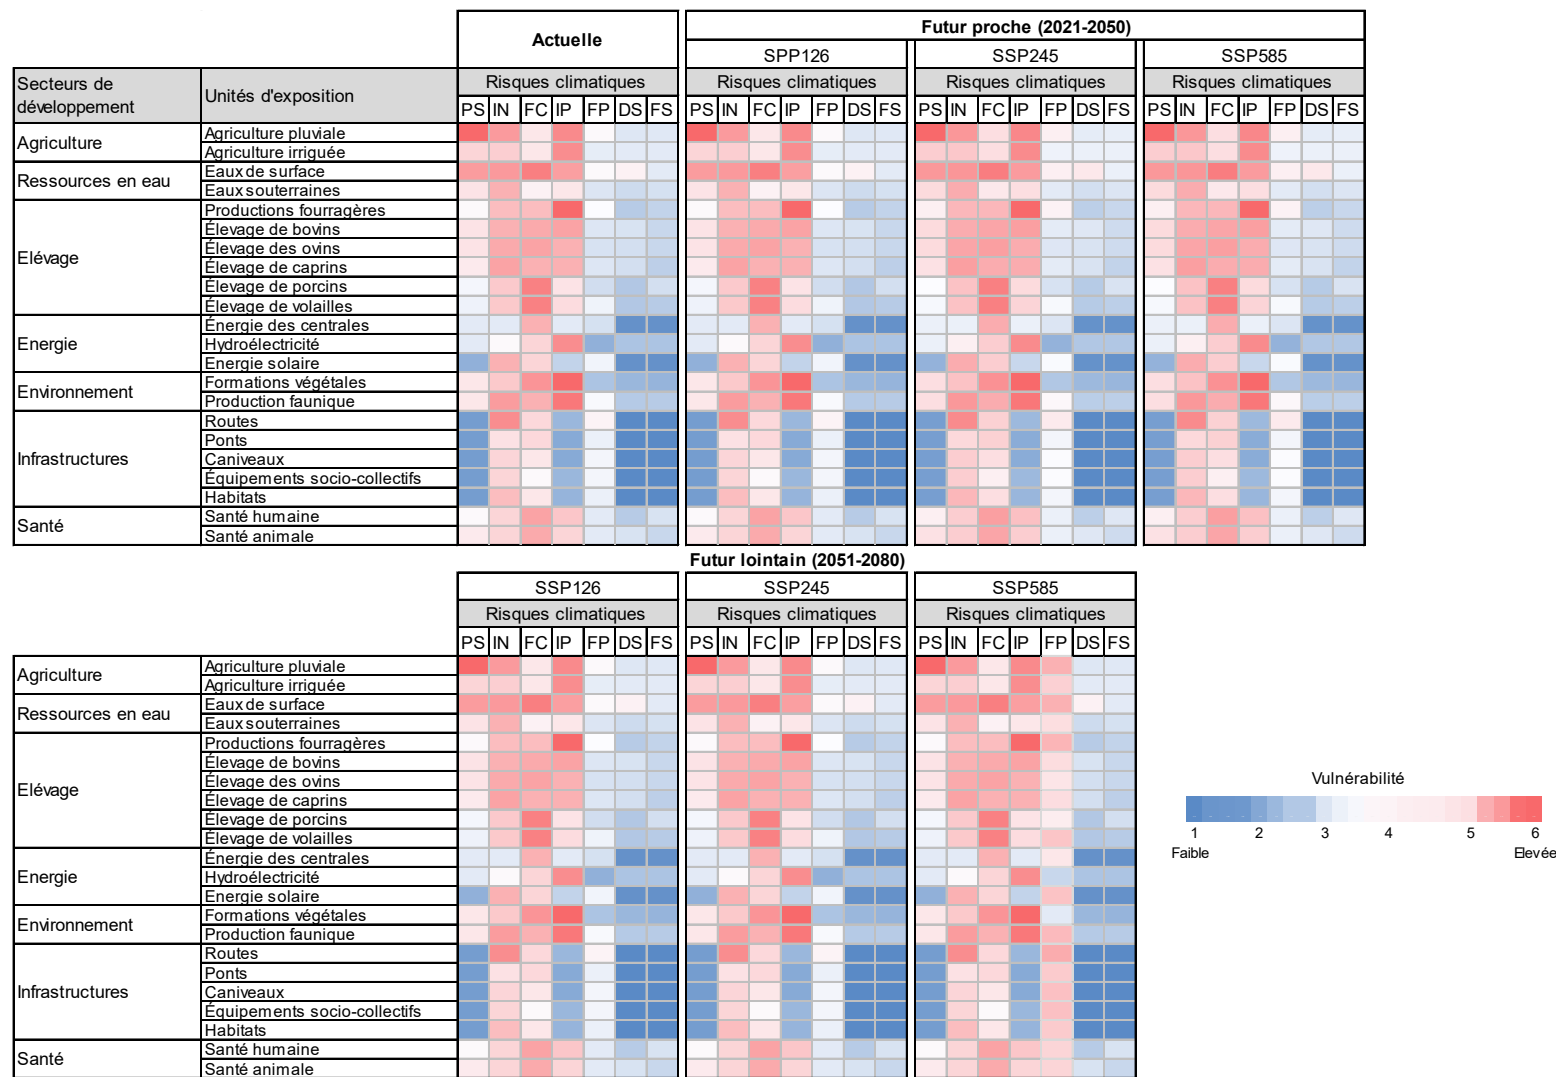 Actuelle
Futur proche (2021-2050)
SPP126 SSP245 SSP585
Secteurs de développement
Unités d'exposition
Risques climatiques Risques climatiques Risques climatiques Risques climatiques
PS IN FC IP FP DS FS PS IN FC IP FP DS FS PS IN FC IP FP DS FS PS IN FC IP FP DS FS
Agriculture
Agriculture pluviale
Agriculture irriguée
Ressources en eau
Eaux de surface
Eaux souterraines
Elévage
Productions fourragères
Élevage de bovins
Élevage des ovins
Élevage de caprins
Élevage de porcins
Élevage de volailles
Energie
Énergie des centrales
Hydroélectricité
Energie solaire
Environnement
Formations végétales
Production faunique
Infrastructures
Routes
Ponts
Caniveaux
Équipements socio-collectifs
Habitats
Santé
Santé humaine
Santé animale
Futur lointain (2051-2080)
SSP126 SSP245 SSP585
Risques climatiques Risques climatiques Risques climatiques
PS IN FC IP FP DS FS PS IN FC IP FP DS FS PS IN FC IP FP DS FS
Agriculture
Agriculture pluviale
Agriculture irriguée
Ressources en eau
Eaux de surface
Eaux souterraines
Elévage
Productions fourragères
Élevage de bovins
Élevage des ovins
Élevage de caprins
Élevage de porcins
Élevage de volailles
Energie
Énergie des centrales
Hydroélectricité
Energie solaire
Environnement
Formations végétales
Production faunique
Infrastructures
Routes
Ponts
Caniveaux
Équipements socio-collectifs
Habitats
Santé
Santé humaine
Santé animale
Vulnérabilité
1 2 3 4 5 6
Faible Elevée